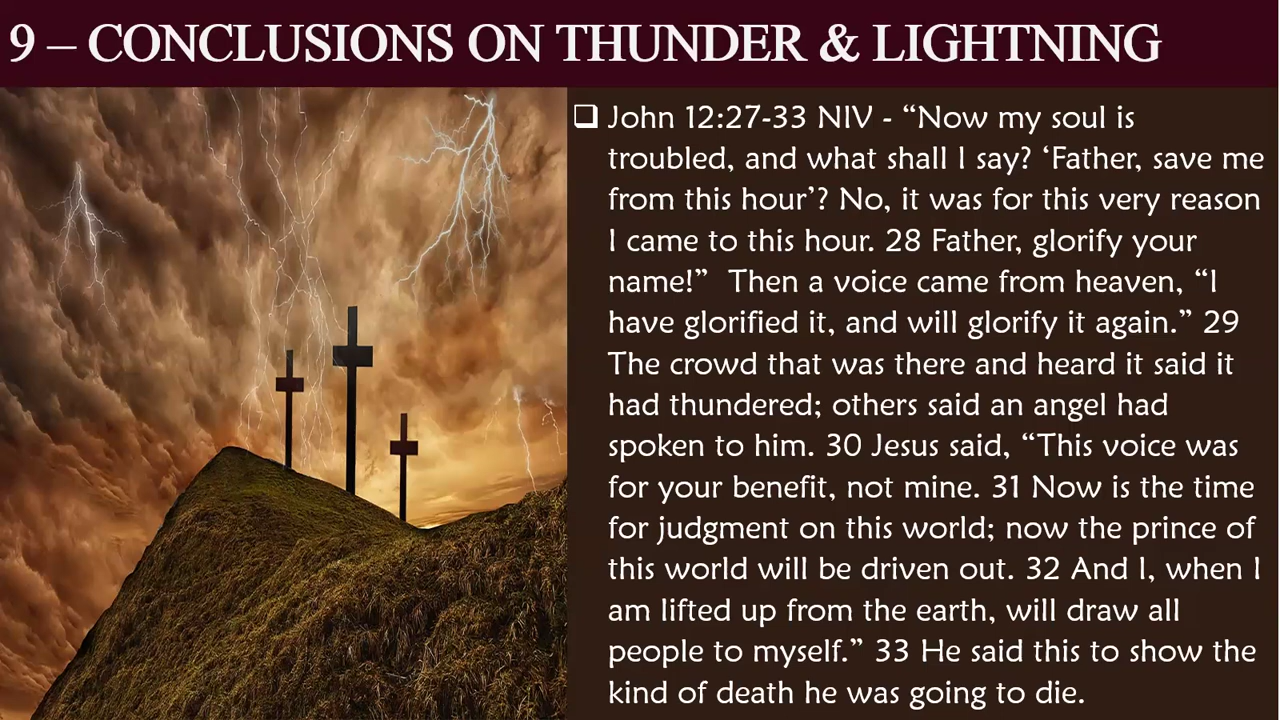 9 – CONCLUSIONS ON THUNDER & LIGHTNING
❑ John 12:27-33 NIV - “Now my soul is
troubled, and what shall I say? ‘Father, save me
from this hour’? No, it was for this very reason
I came to this hour. 28 Father, glorify your
name!”  Then a voice came from heaven, “I
have glorified it, and will glorify it again.” 29
The crowd that was there and heard it said it
had thundered; others said an angel had
spoken to him. 30 Jesus said, “This voice was
for your benefit, not mine. 31 Now is the time
for judgment on this world; now the prince of
this world will be driven out. 32 And I, when I
am lifted up from the earth, will draw all
people to myself.” 33 He said this to show the
kind of death he was going to die.